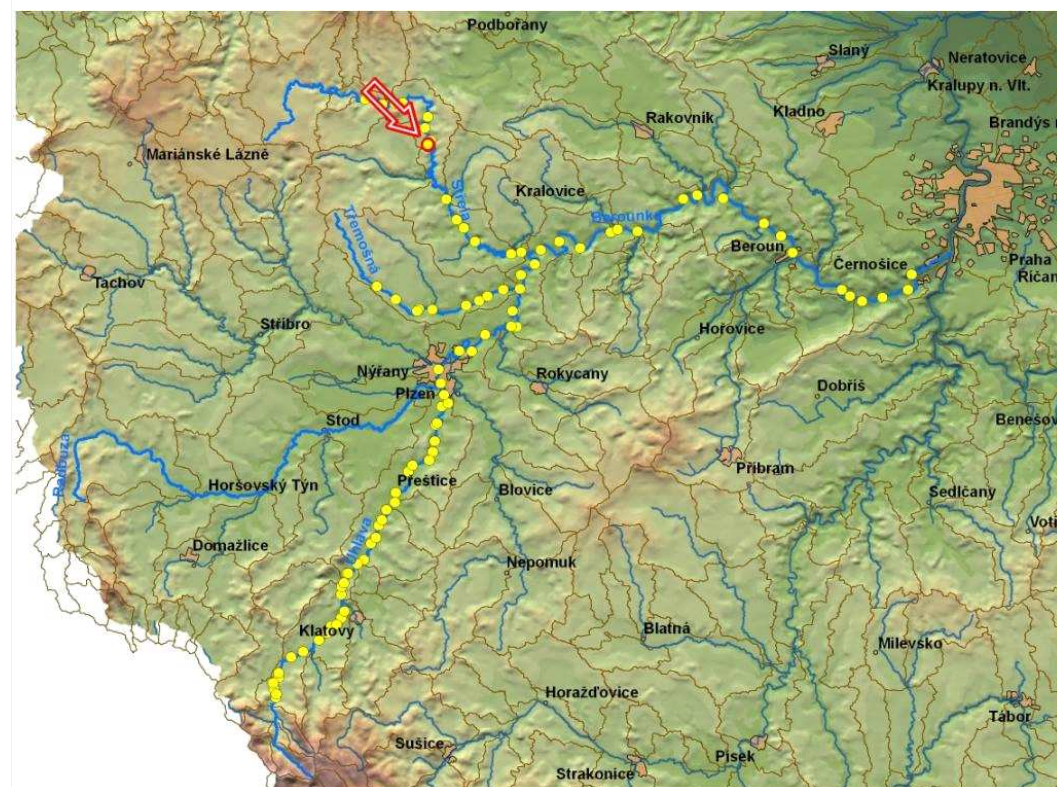 Podbořany
Slaný
Neratovice
Kralupy n. Vlt.
Rakovník
Kladno
Brandýs n
Mariánské Lázně
Kralovice
Střela
Berounka
Třemošná
Beroun
Černošice
Praha
Říčan
Tachov
Stříbro
Hořovice
Nýřany
Rokycany
Plzeň
Dobříš
Stod
Benešov
Radbuza
Příbram
Horšovský Týn
Přeštice
Blovice
Sedlčany
Voti
Úhlava
Domažlice
Nepomuk
Klatovy
Blatná
Milevsko
Horažďovice
Tábor
Sušice
Písek
Strakonice